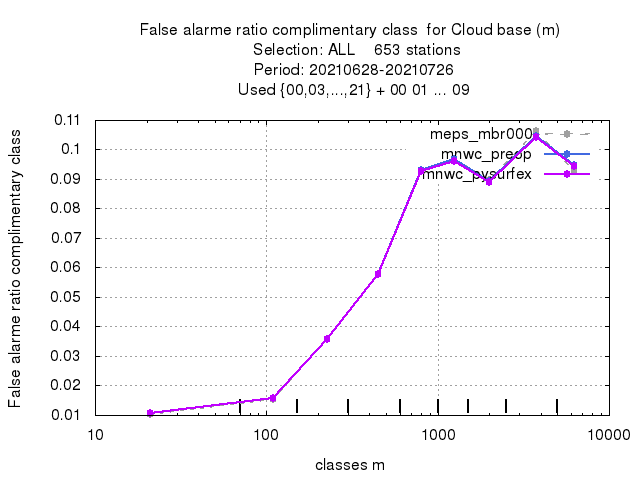 False alarme ratio complimentary class  for Cloud base (m)
Selection: ALL    653 stations
Period: 20210628-20210726
Used {00,03,...,21} + 00 01 ... 09
False alarme ratio complimentary class
0.11
0.1
0.09
0.08
0.07
0.06
0.05
0.04
0.03
0.02
0.01
meps_mbr000
mnwc_preop
mnwc_pysurfex
10
100
1000
10000
classes m